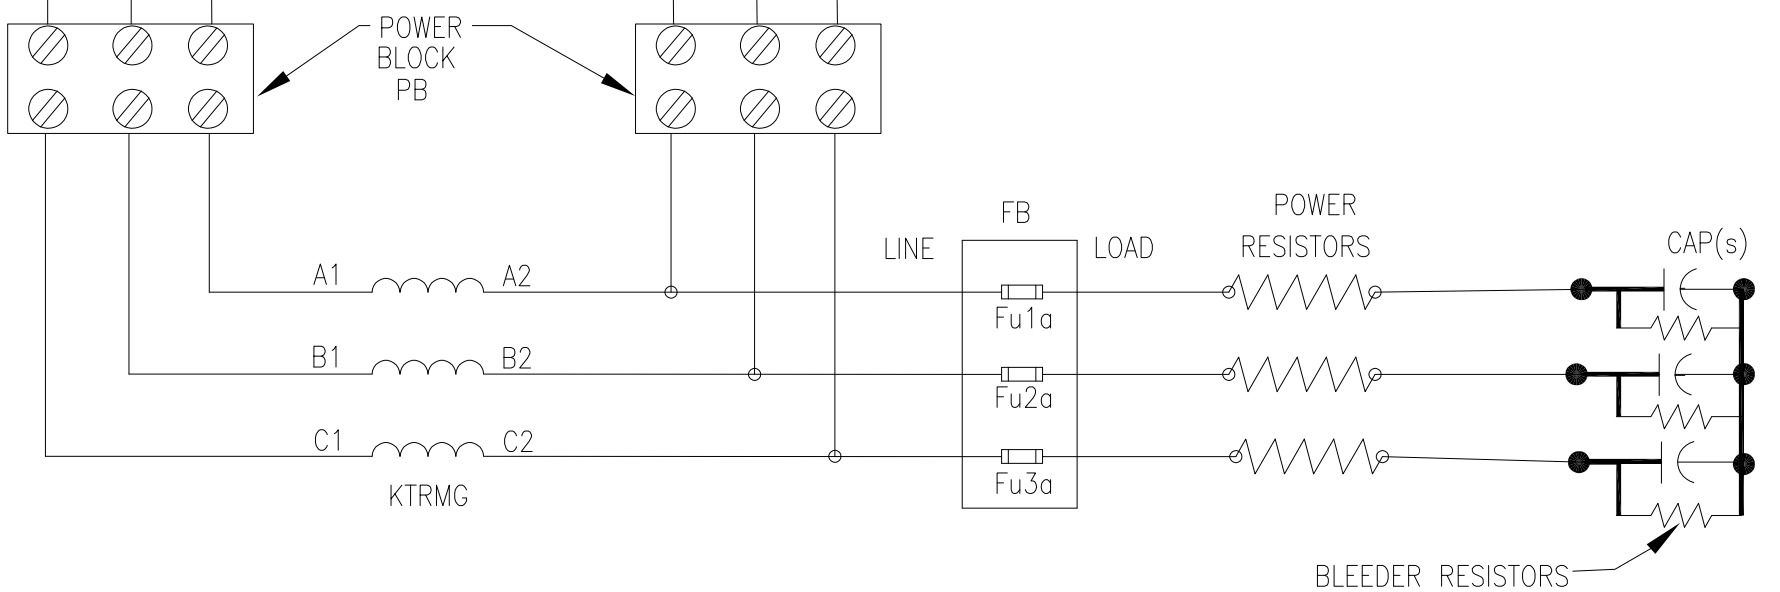 POWER
BLOCK
PB
FB
LINE
LOAD
POWER
RESISTORS
CAP(s)
A1
A2
Fu1a
B1
B2
Fu2a
C1
C2
Fu3a
KTRMG
BLEEDER RESISTORS